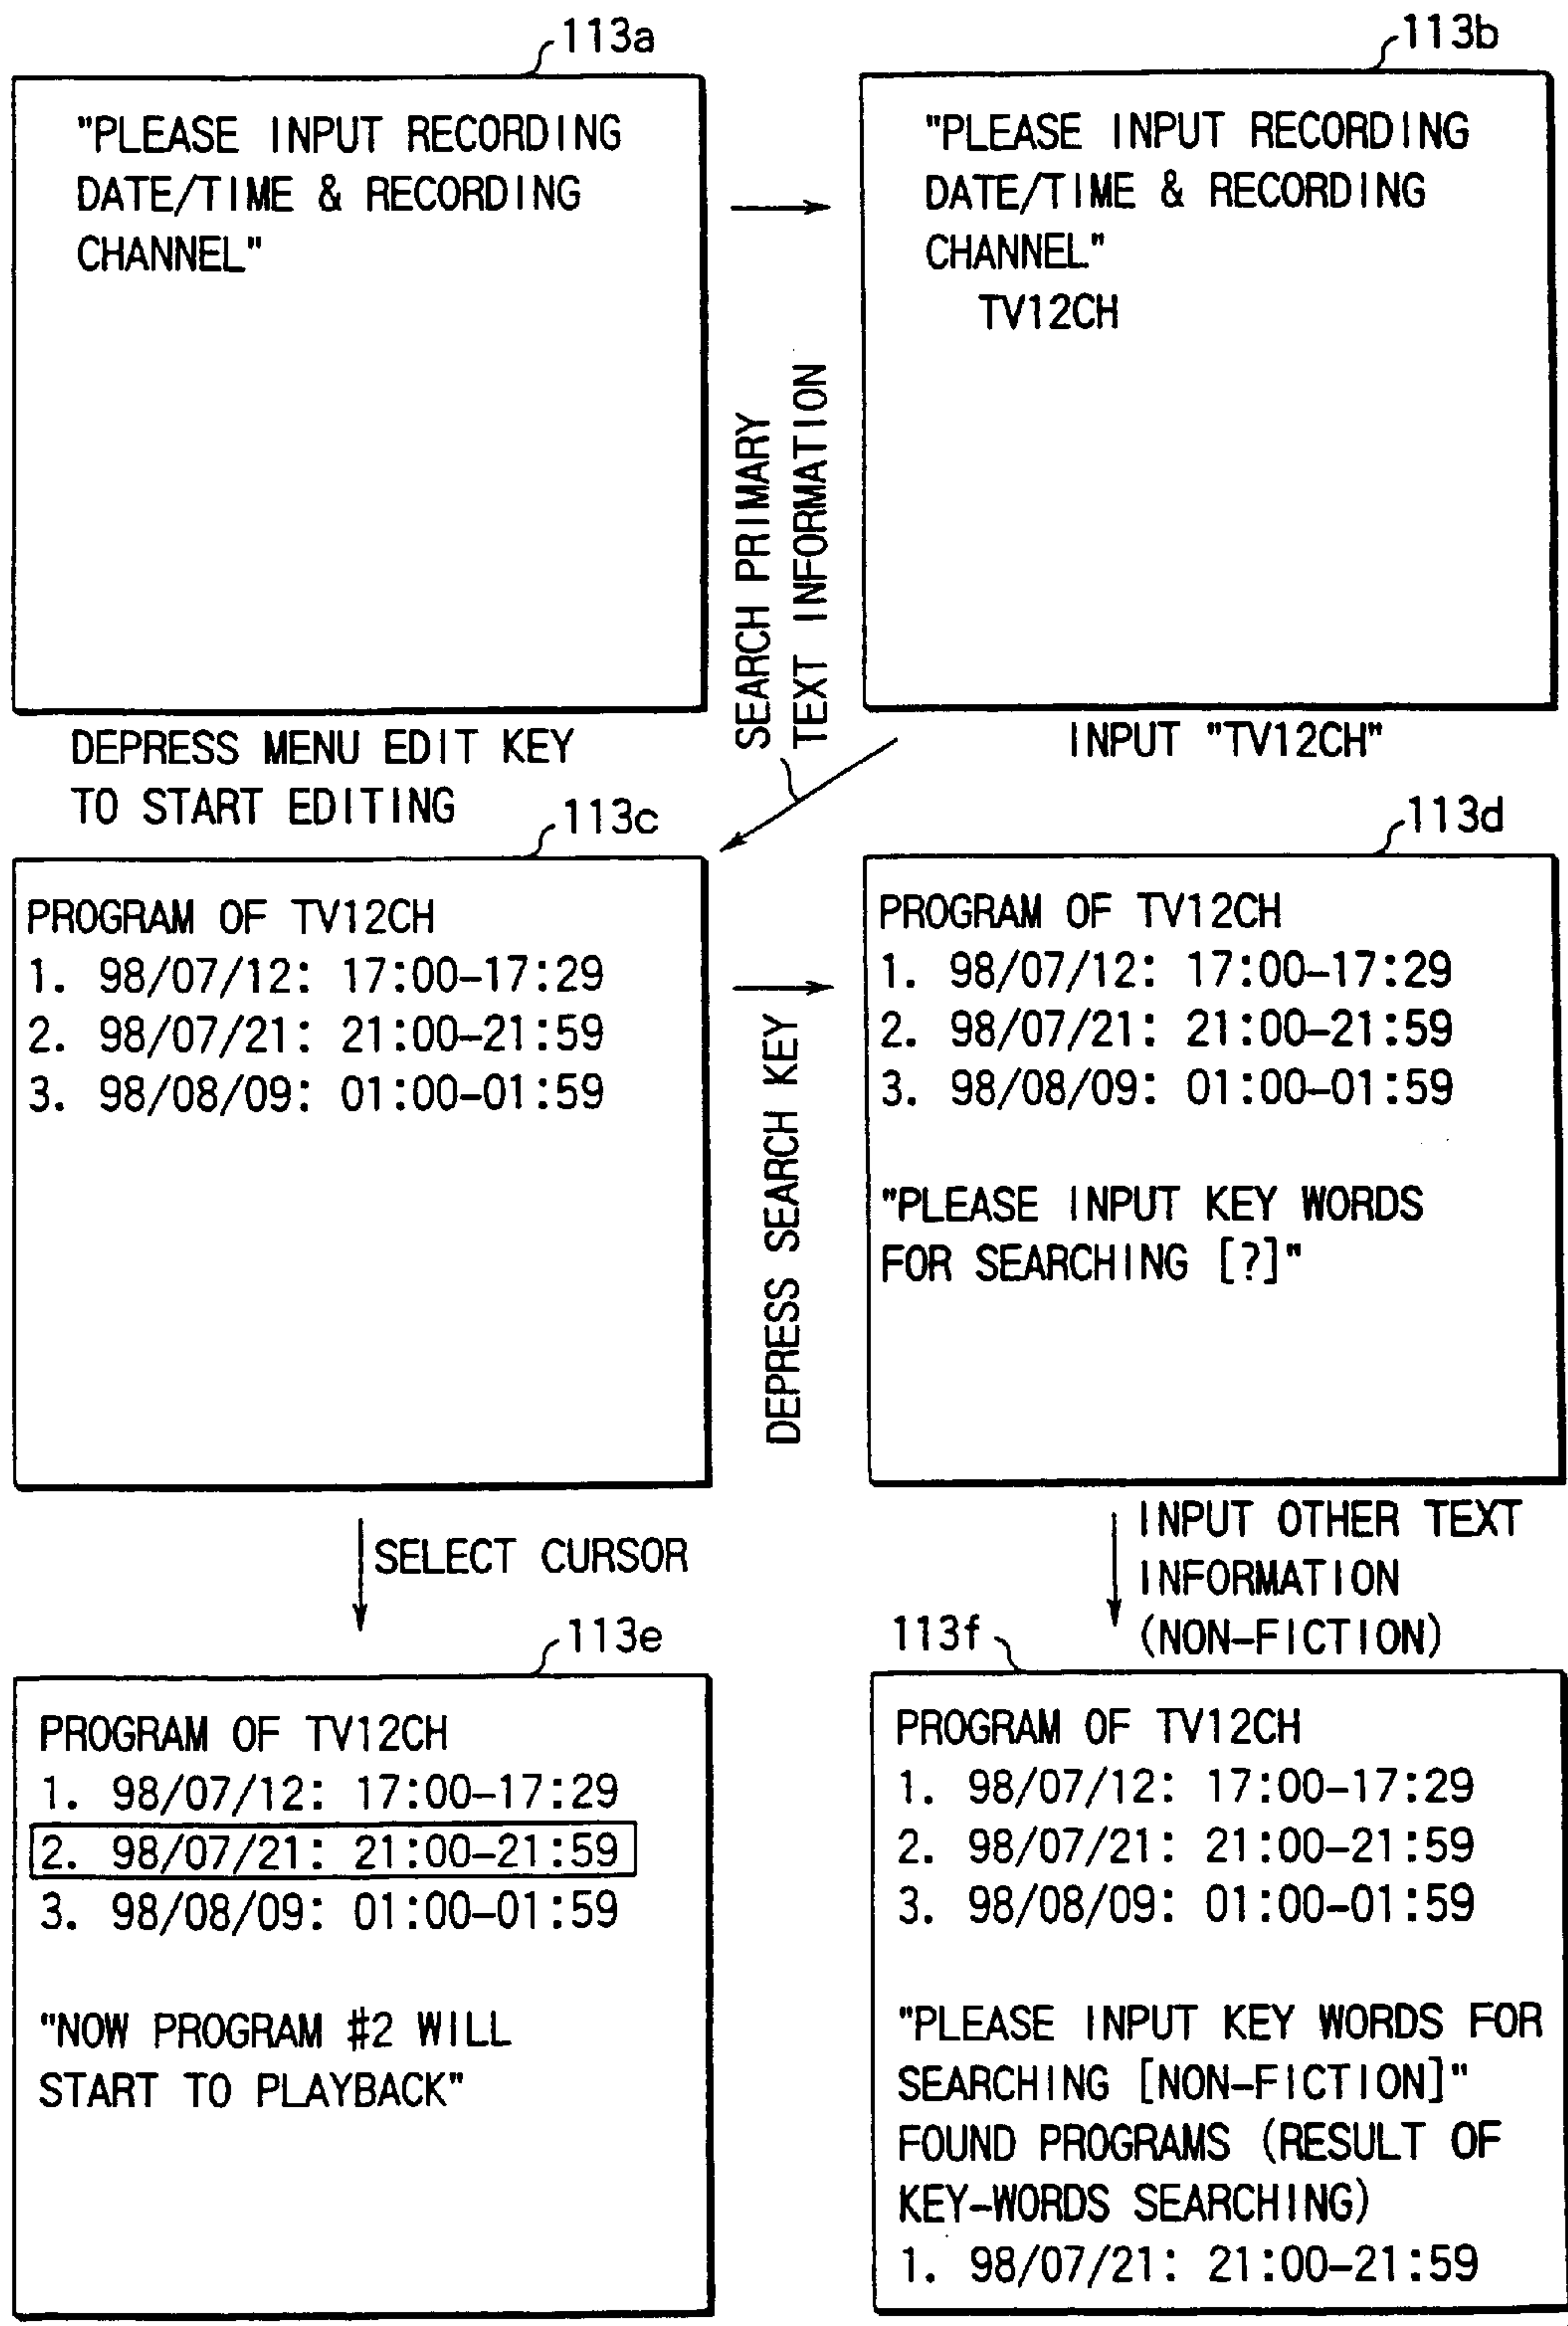 113a
"PLEASE INPUT RECORDING
DATE/TIME & RECORDING
CHANNEL"
DEPRESS MENU EDIT KEY
TO START EDITING
113b
"PLEASE INPUT RECORDING
DATE/TIME & RECORDING
CHANNEL"
TV12CH
INPUT "TV12CH"
SEARCH PRIMARY
TEXT INFORMATION
113c
PROGRAM OF TV12CH
1. 98/07/12: 17:00-17:29
2. 98/07/21: 21:00-21:59
3. 98/08/09: 01:00-01:59
DEPRESS SEARCH KEY
113d
PROGRAM OF TV12CH
1. 98/07/12: 17:00-17:29
2. 98/07/21: 21:00-21:59
3. 98/08/09: 01:00-01:59
"PLEASE INPUT KEY WORDS
FOR SEARCHING [?]"
SELECT CURSOR
INPUT OTHER TEXT
INFORMATION
(NON-FICTION)
113e
PROGRAM OF TV12CH
1. 98/07/12: 17:00-17:29
2. 98/07/21: 21:00-21:59
3. 98/08/09: 01:00-01:59
"NOW PROGRAM #2 WILL
START TO PLAYBACK"
113f
PROGRAM OF TV12CH
1. 98/07/12: 17:00-17:29
2. 98/07/21: 21:00-21:59
3. 98/08/09: 01:00-01:59
"PLEASE INPUT KEY WORDS FOR
SEARCHING [NON-FICTION]"
FOUND PROGRAMS (RESULT OF
KEY-WORDS SEARCHING)
1. 98/07/21: 21:00-21:59